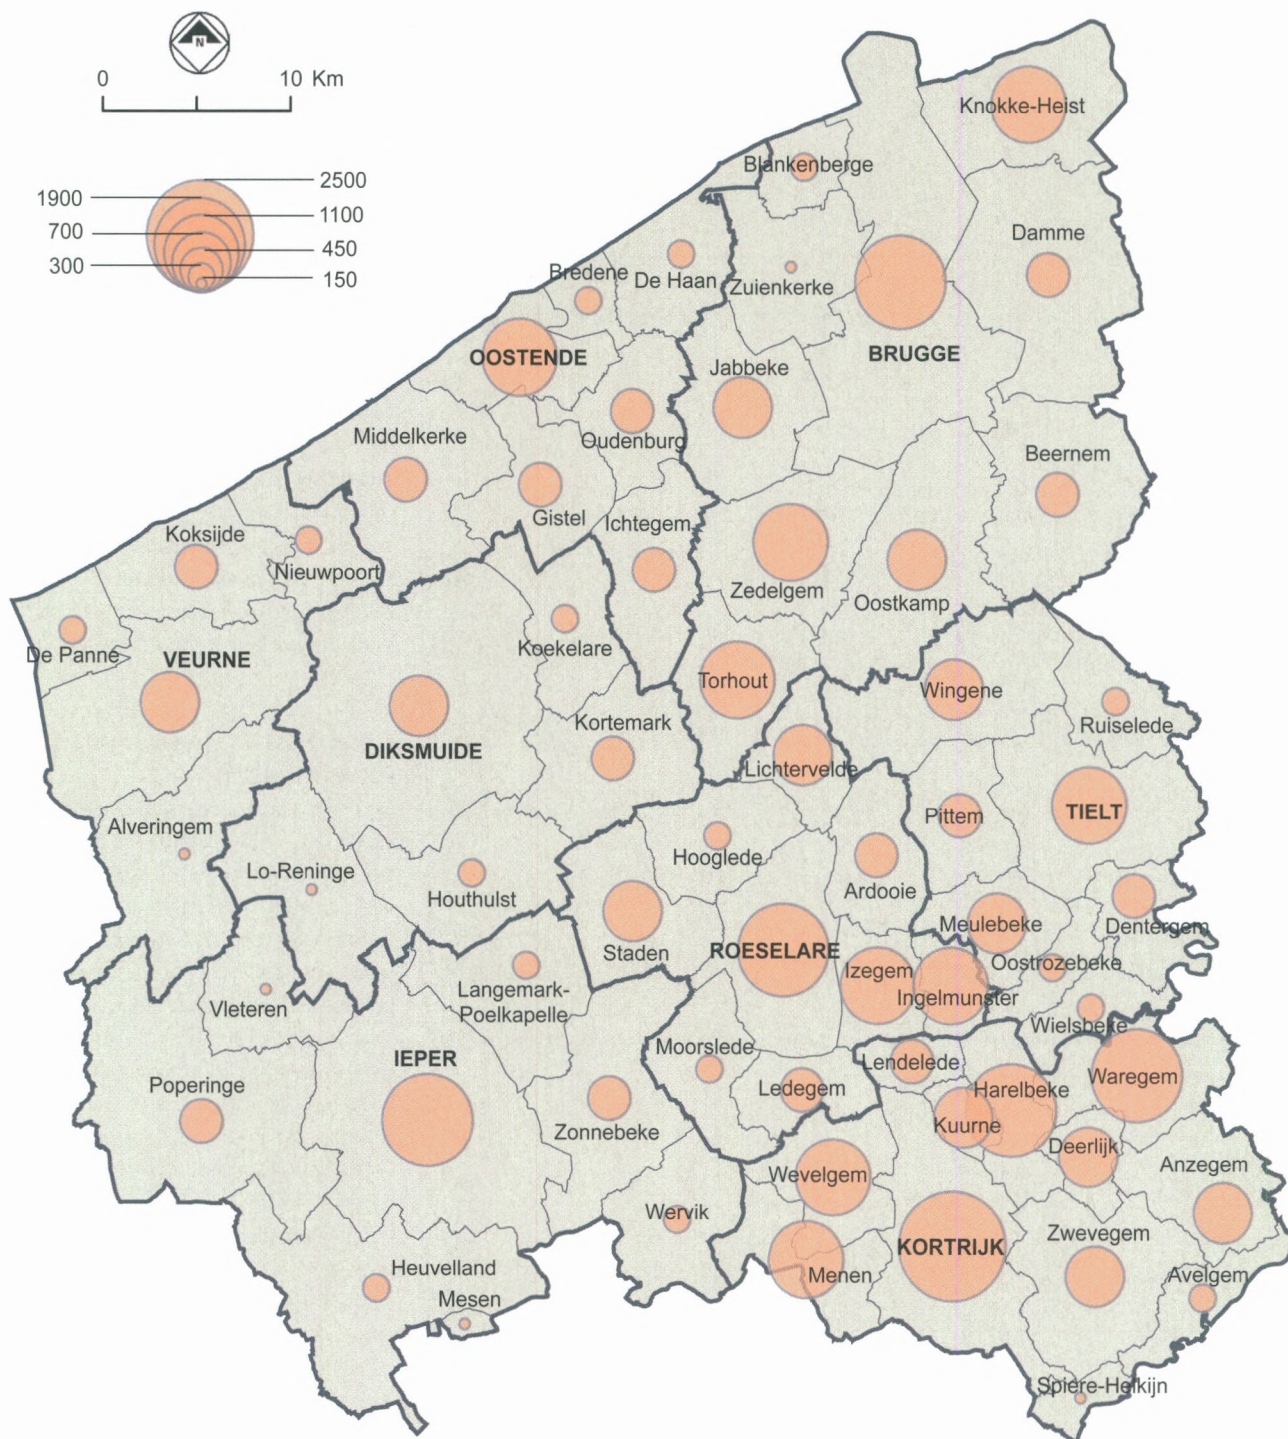 N
0 10 Km
2500
1900
1100
700
450
300
150
Knokke-Heist
Blankenberge
Damme
De Haan
Bredene
Zuienkerke
OOSTENDE
BRUGGE
Jabbeke
Oudenburg
Middelkerke
Beernem
Gistel
Ichtegem
Koksijde
Nieuwpoort
Zedelgem
Oostkamp
De Panne
VEURNE
Koekelare
Torhout
Wingene
Ruiselede
DIKSMUIDE
Kortemark
Lichtervelde
TIELT
Pittem
Alveringem
Hooglede
Lo-Reninge
Houthulst
Ardooie
Meulebeke
Dentergem
Staden
ROESELARE
Oostrozebeke
Izegem
Ingelmunster
Langemark-
Poelkapelle
Vleteren
Wielsbeke
IEPER
Moorslede
Lendelede
Waregem
Poperinge
Ledegem
Harelbeke
Kuurne
Zonnebeke
Deerlijk
Anzegem
Wevelgem
Wervik
Zwevegem
KORTRIJK
Heuvelland
Menen
Avelgem
Mesen
Spiere-Helkijn